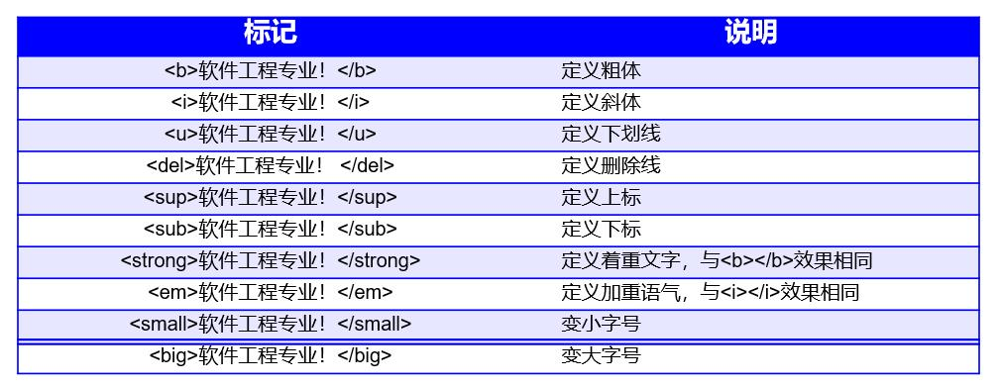 标记 说明
<b>软件工程专业！</b> 定义粗体
<i>软件工程专业！</i> 定义斜体
<u>软件工程专业！</u> 定义下划线
<del>软件工程专业！ </del> 定义删除线
<sup>软件工程专业！</sup> 定义上标
<sub>软件工程专业！</sub> 定义下标
<strong>软件工程专业！</strong> 定义着重文字，与<b></b>效果相同
<em>软件工程专业！</em> 定义加重语气，与<i></i>效果相同
<small>软件工程专业！</small> 变小字号
<big>软件工程专业！</big> 变大字号